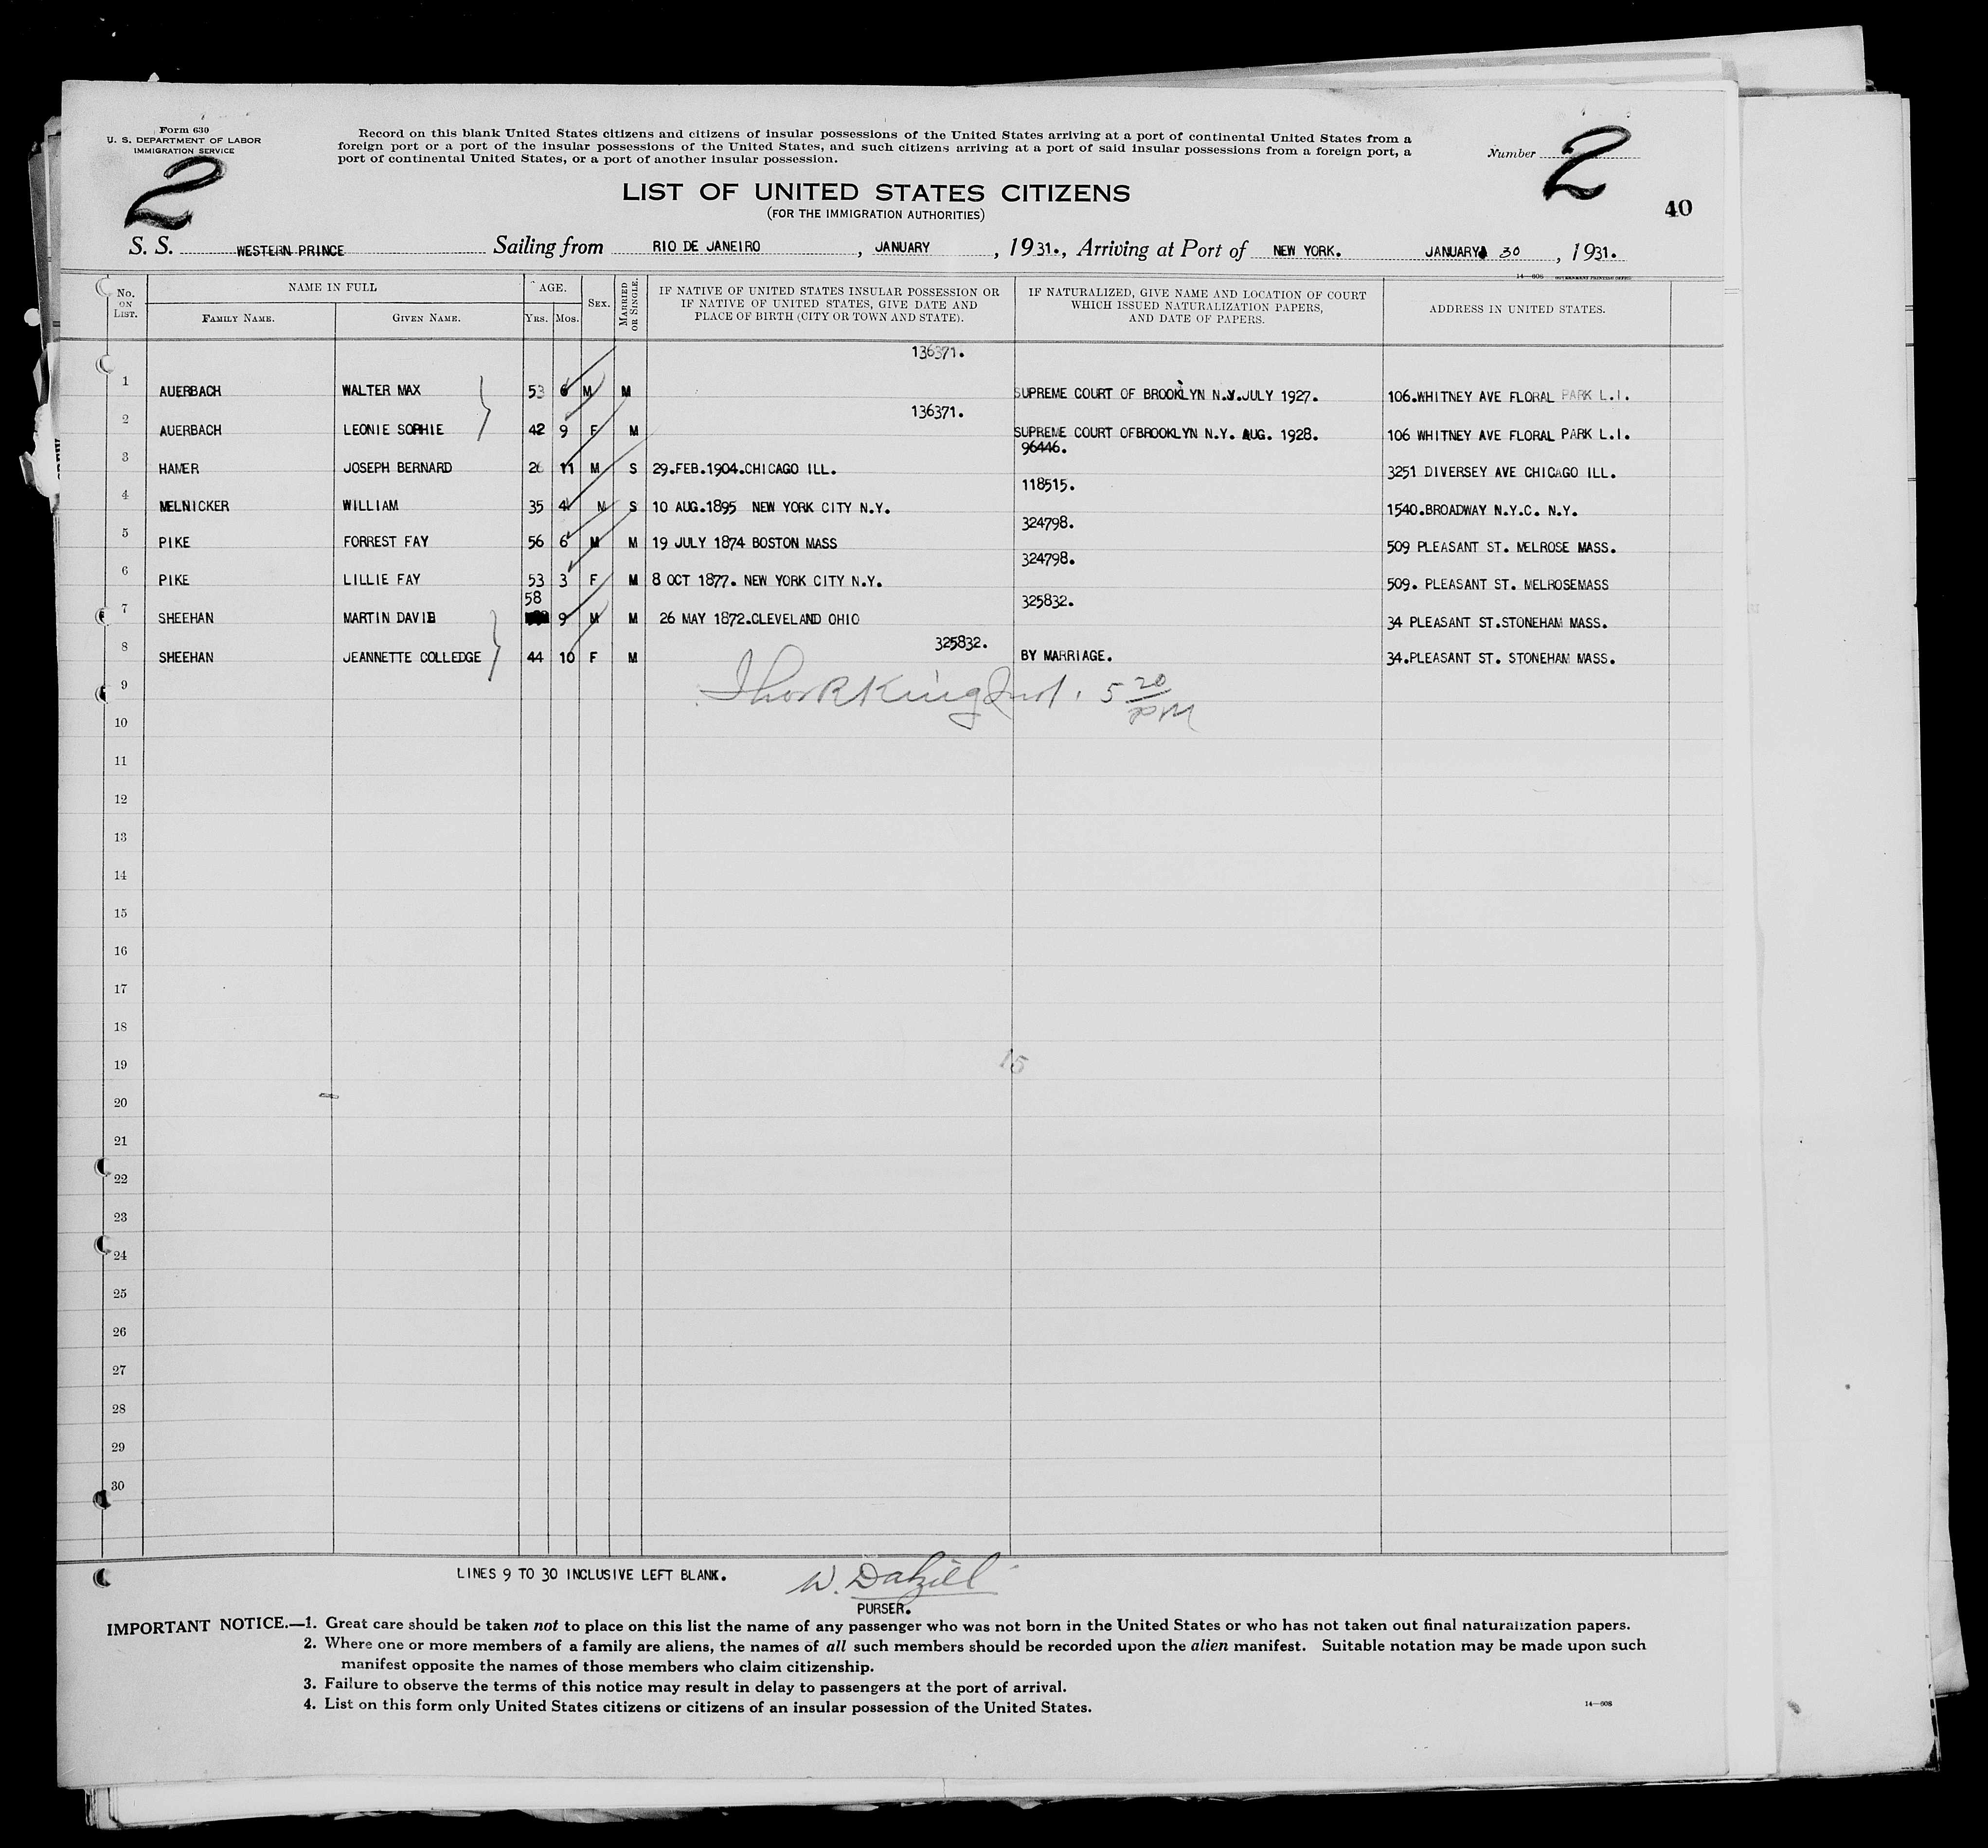 Form 630
U. S. DEPARTMENT OF LABOR
IMMIGRATION SERVICE
Record on this blank United States citizens and citizens of insular possessions of the United States arriving at a port of continental United States from a
foreign port or a port of the insular possessions of the United States, and such citizens arriving at a port of said insular possessions from a foreign port, a
port of continental United States, or a port of another insular possession.
Number 2
2
40
LIST OF UNITED STATES CITIZENS
(FOR THE IMMIGRATION AUTHORITIES)
S. S. WESTERN PRINCE Sailing from RIO DE JANEIRO, JANUARY, 1931., Arriving at Port of NEW YORK. JANUARY 30, 1931.
14—608 GOVERNMENT PRINTING OFFICE
No. ON LIST. NAME IN FULL FAMILY NAME. GIVEN NAME. AGE. YRS. MOS. SEX. MARRIED OR SINGLE. IF NATIVE OF UNITED STATES INSULAR POSSESSION OR IF NATIVE OF UNITED STATES, GIVE DATE AND PLACE OF BIRTH (CITY OR TOWN AND STATE). IF NATURALIZED, GIVE NAME AND LOCATION OF COURT WHICH ISSUED NATURALIZATION PAPERS, AND DATE OF PAPERS. ADDRESS IN UNITED STATES.
136371.
1 AUERBACH WALTER MAX 53 6 M M SUPREME COURT OF BROOKLYN N.Y.JULY 1927. 106.WHITNEY AVE FLORAL PARK L.I.
136371.
2 AUERBACH LEONIE SOPHIE 42 9 F M SUPREME COURT OFBROOKLYN N.Y. AUG. 1928. 106 WHITNEY AVE FLORAL PARK L.I.
96446.
3 HAMER JOSEPH BERNARD 26 11 M S 29.FEB.1904.CHICAGO ILL. 3251 DIVERSEY AVE CHICAGO ILL.
118515.
4 MELNICKER WILLIAM 35 4 M S 10 AUG.1895 NEW YORK CITY N.Y. 1540.BROADWAY N.Y.C. N.Y.
324798.
5 PIKE FORREST FAY 56 6 M M 19 JULY 1874 BOSTON MASS 509 PLEASANT ST. MELROSE MASS.
324798.
6 PIKE LILLIE FAY 53 3 F M 8 OCT 1877. NEW YORK CITY N.Y. 509. PLEASANT ST. MELROSEMASS
58 325832.
7 SHEEHAN MARTIN DAVID 9 M M 26 MAY 1872.CLEVELAND OHIO 34 PLEASANT ST.STONEHAM MASS.
325832.
8 SHEEHAN JEANNETTE COLLEDGE 44 10 F M BY MARRIAGE. 34.PLEASANT ST. STONEHAM MASS.
9 5 20 PM
10
11
12
13
14
15
16
17
18
19 15
20
21
22
23
24
25
26
27
28
29
30
LINES 9 TO 30 INCLUSIVE LEFT BLANK. W. Dalziell
PURSER.
IMPORTANT NOTICE.—1. Great care should be taken not to place on this list the name of any passenger who was not born in the United States or who has not taken out final naturalization papers.
2. Where one or more members of a family are aliens, the names of all such members should be recorded upon the alien manifest. Suitable notation may be made upon such
manifest opposite the names of those members who claim citizenship.
3. Failure to observe the terms of this notice may result in delay to passengers at the port of arrival.
4. List on this form only United States citizens or citizens of an insular possession of the United States.
14—608